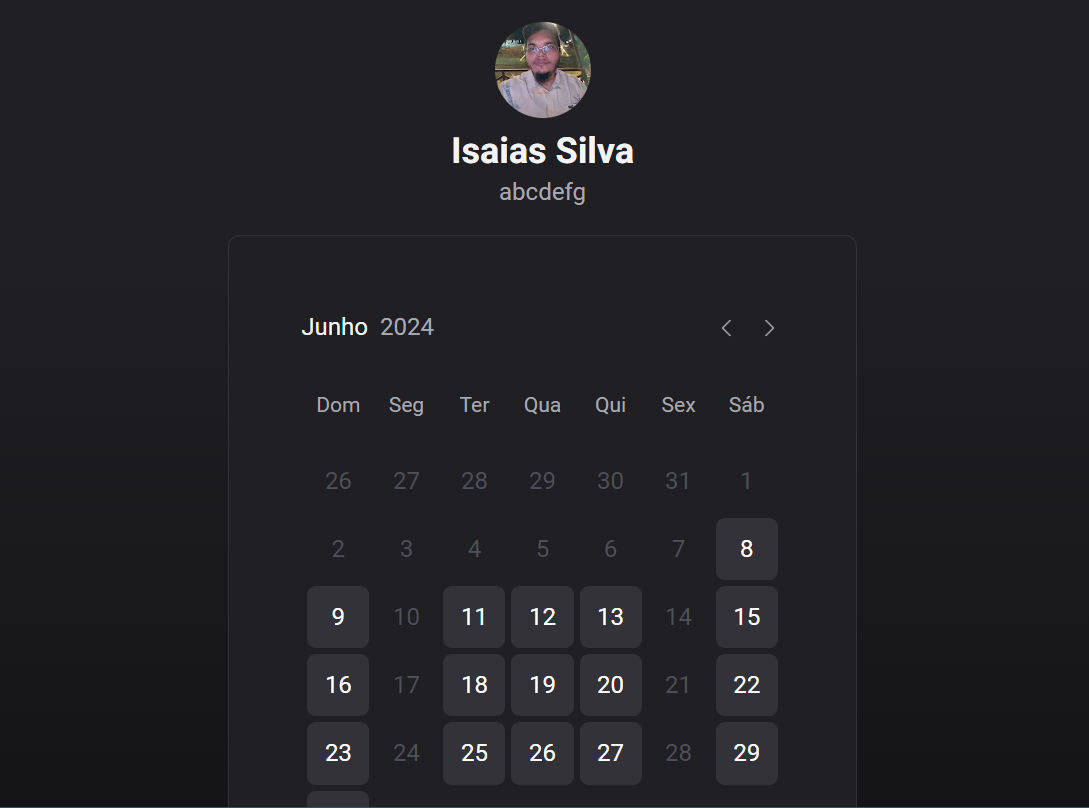 Isaias Silva
abcdefg
Junho 2024
Dom Seg Ter Qua Qui Sex Sáb
26 27 28 29 30 31 1
2 3 4 5 6 7 8
9 10 11 12 13 14 15
16 17 18 19 20 21 22
23 24 25 26 27 28 29